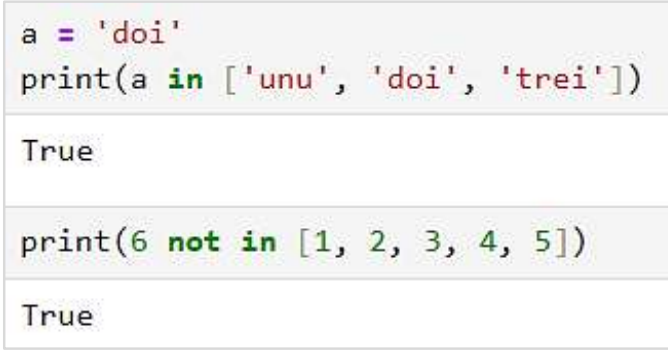 a = 'doi'
print(a in ['unu', 'doi', 'trei'])
True
print(6 not in [1, 2, 3, 4, 5])
True